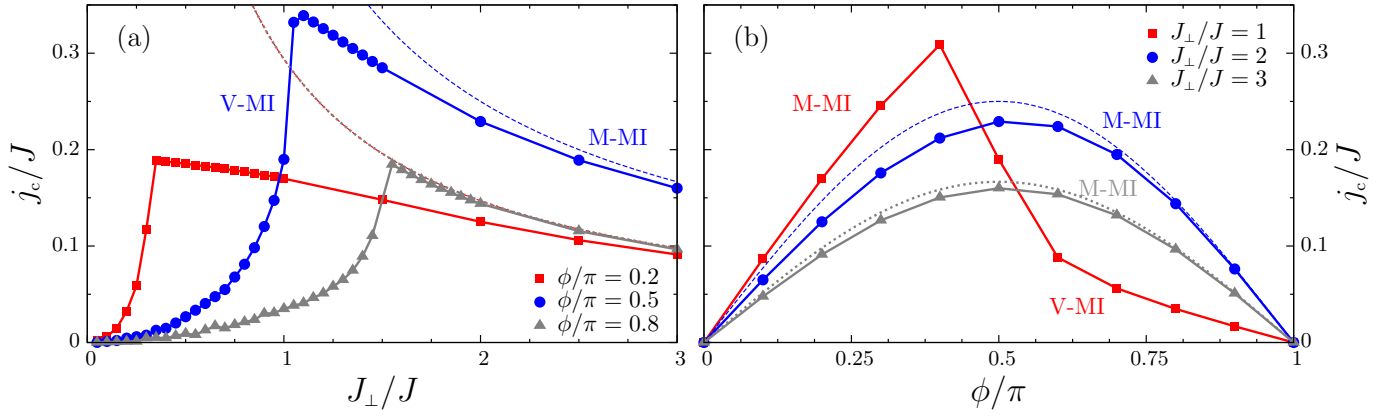 (a)
V-MI
M-MI
ϕ/π = 0.2
ϕ/π = 0.5
ϕ/π = 0.8
j_c/J
0
0.1
0.2
0.3
0
1
2
3
J_⊥/J
(b)
J_⊥/J = 1
J_⊥/J = 2
J_⊥/J = 3
M-MI
M-MI
M-MI
V-MI
0
0.25
0.5
0.75
1
ϕ/π
0
0.1
0.2
0.3
j_c/J